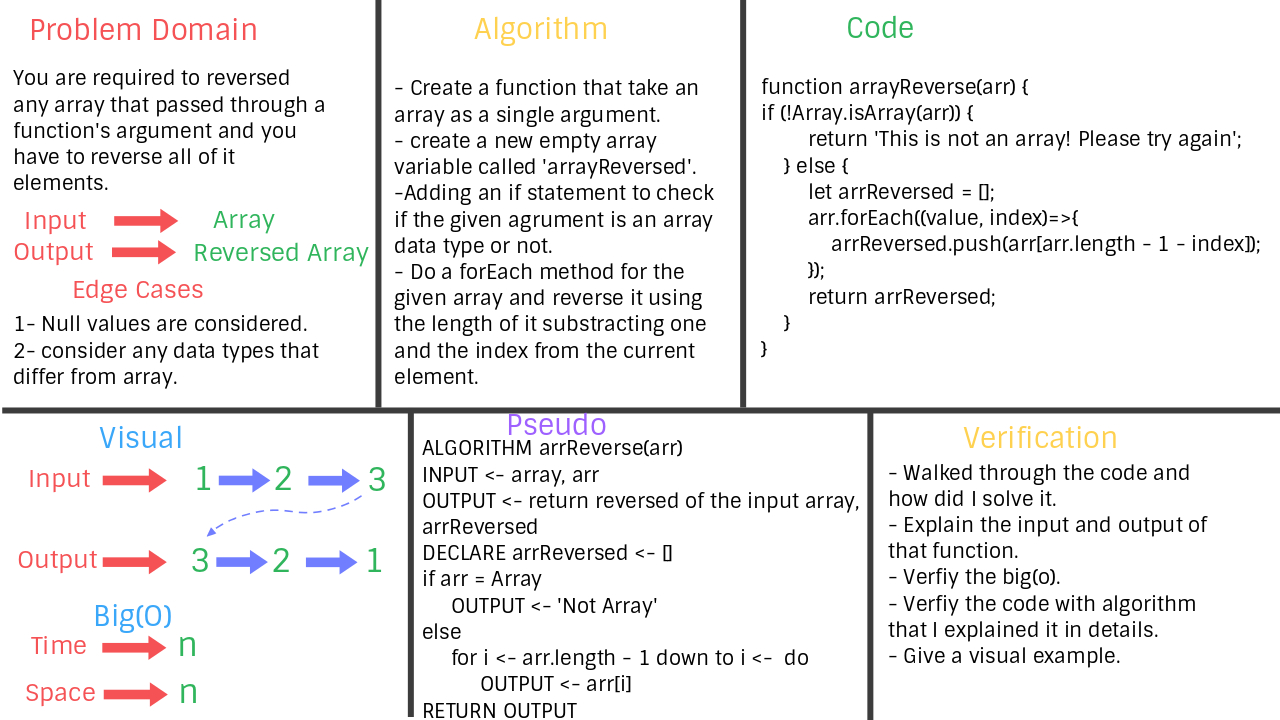 Problem Domain
You are required to reversed
any array that passed through a
function's argument and you
have to reverse all of it
elements.
Input Array
Output Reversed Array
Edge Cases
1- Null values are considered.
2- consider any data types that
differ from array.
Algorithm
- Create a function that take an
array as a single argument.
- create a new empty array
variable called 'arrayReversed'.
-Adding an if statement to check
if the given agrument is an array
data type or not.
- Do a forEach method for the
given array and reverse it using
the length of it substracting one
and the index from the current
element.
Code
function arrayReverse(arr) {
if (!Array.isArray(arr)) {
return 'This is not an array! Please try again';
} else {
let arrReversed = [];
arr.forEach((value, index)=>{
arrReversed.push(arr[arr.length - 1 - index]);
});
return arrReversed;
}
}
Visual
Input 1 2 3
Output 3 2 1
Big(O)
Time n
Space n
Pseudo
ALGORITHM arrReverse(arr)
INPUT <- array, arr
OUTPUT <- return reversed of the input array,
arrReversed
DECLARE arrReversed <- []
if arr = Array
OUTPUT <- 'Not Array'
else
for i <- arr.length - 1 down to i <- do
OUTPUT <- arr[i]
RETURN OUTPUT
Verification
- Walked through the code and
how did I solve it.
- Explain the input and output of
that function.
- Verfiy the big(o).
- Verfiy the code with algorithm
that I explained it in details.
- Give a visual example.